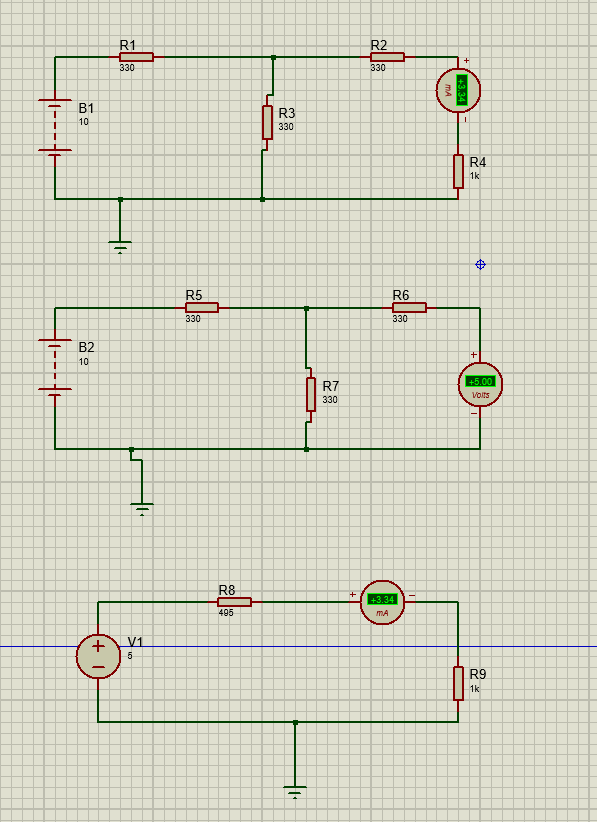 R1
330
R2
330
+
B1
10
R3
330
+3.34
mA
-
R4
1k
R5
330
R6
330
B2
10
+
+5.00
Volts
-
R7
330
R8
495
+
+3.34
mA
-
V1
5
R9
1k